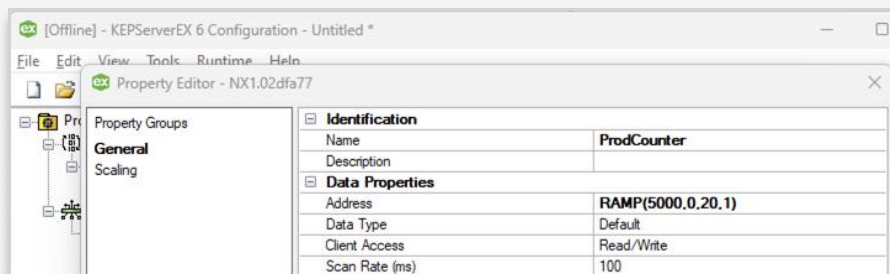 [Offline] - KEPServerEX 6 Configuration - Untitled *
File Edit View Tools Runtime Help
Property Editor - NX1.02dfa77
Property Groups
General
Scaling
Identification
Name ProdCounter
Description
Data Properties
Address RAMP(5000,0,20,1)
Data Type Default
Client Access Read/Write
Scan Rate (ms) 100